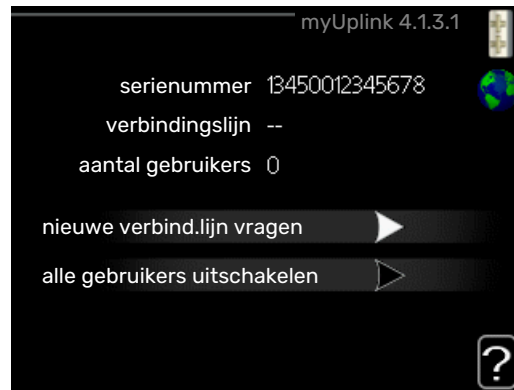 myUplink 4.1.3.1
serienummer 13450012345678
verbindingslijn --
aantal gebruikers 0
nieuwe verbind.lijn vragen
alle gebruikers uitschakelen
?